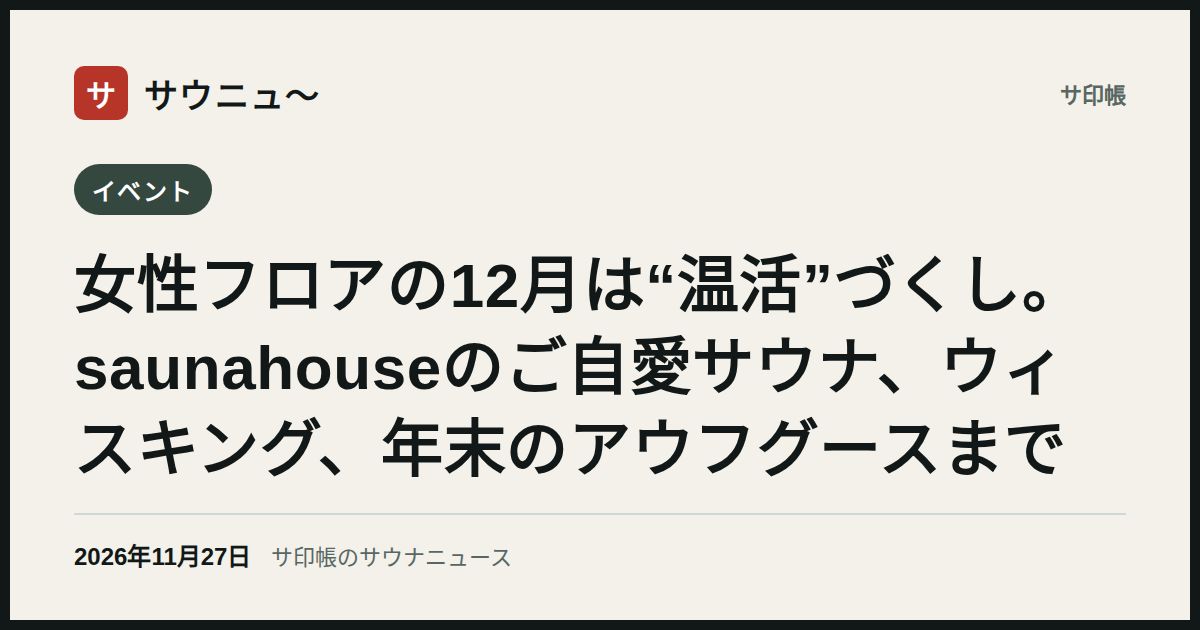 サ サウニュ〜
サ印帳
イベント
女性フロアの12月は“温活”づくし。
saunahouseのご自愛サウナ、ウィ
スキング、年末のアウフグースまで
2026年11月27日 サ印帳のサウナニュース